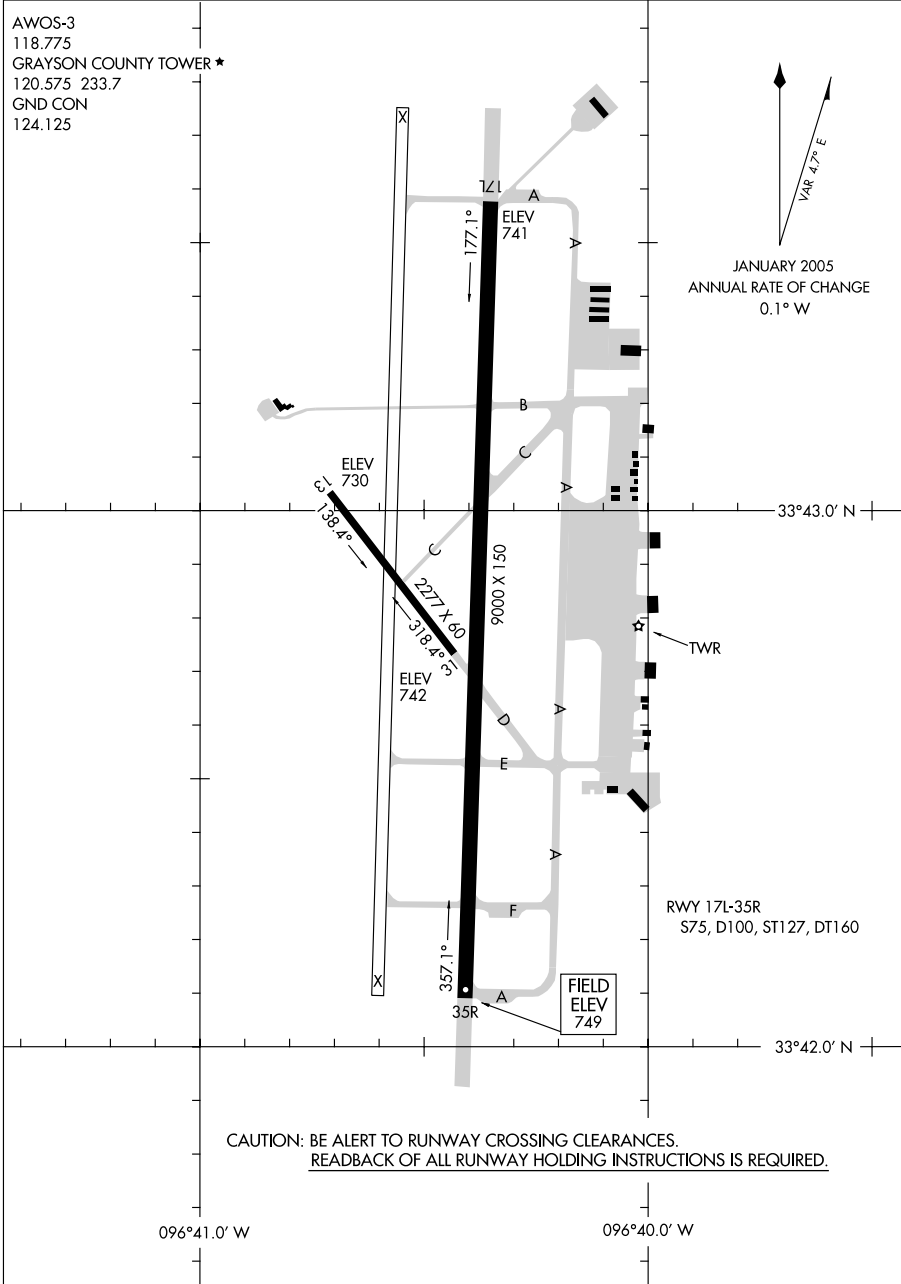 AWOS-3
118.775
GRAYSON COUNTY TOWER ★
120.575 233.7
GND CON
124.125
VAR 4.7° E
JANUARY 2005
ANNUAL RATE OF CHANGE
0.1° W
X
17L
A
ELEV
741
177.1°
A
B
C
ELEV
730
13
138.4°
A
33°43.0' N
C
9000 X 150
2277 X 60
318.4°
31
TWR
ELEV
742
A
D
E
A
F
RWY 17L-35R
S75, D100, ST127, DT160
357.1°
X
A
35R
FIELD
ELEV
749
33°42.0' N
CAUTION: BE ALERT TO RUNWAY CROSSING CLEARANCES.
READBACK OF ALL RUNWAY HOLDING INSTRUCTIONS IS REQUIRED.
096°41.0' W
096°40.0' W